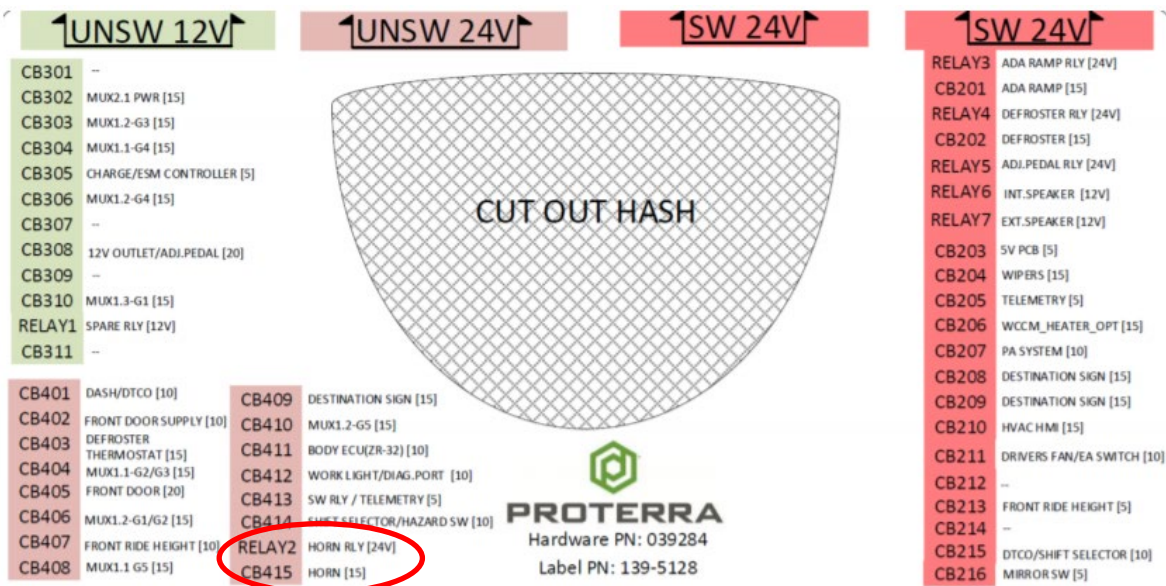 UNSW 12V
UNSW 24V
SW 24V
SW 24V
CB301 --
CB302 MUX2.1 PWR [15]
CB303 MUX1.2-G3 [15]
CB304 MUX1.1-G4 [15]
CB305 CHARGE/ESM CONTROLLER [5]
CB306 MUX1.2-G4 [15]
CB307 --
CB308 12V OUTLET/ADJ.PEDAL [20]
CB309 --
CB310 MUX1.3-G1 [15]
RELAY1 SPARE RLY [12V]
CB311 --
CB401 DASH/DTCO [10]
CB402 FRONT DOOR SUPPLY [10]
CB403 DEFROSTER
THERMOSTAT [15]
CB404 MUX1.1-G2/G3 [15]
CB405 FRONT DOOR [20]
CB406 MUX1.2-G1/G2 [15]
CB407 FRONT RIDE HEIGHT [10]
CB408 MUX1.1 G5 [15]
CB409 DESTINATION SIGN [15]
CB410 MUX1.2-G5 [15]
CB411 BODY ECU(ZR-32) [10]
CB412 WORK LIGHT/DIAG.PORT [10]
CB413 SW RLY / TELEMETRY [5]
CB414 SHIFT SELECTOR/HAZARD SW [10]
RELAY2 HORN RLY [24V]
CB415 HORN [15]
CUT OUT HASH
PROTERRA
Hardware PN: 039284
Label PN: 139-5128
RELAY3 ADA RAMP RLY [24V]
CB201 ADA RAMP [15]
RELAY4 DEFROSTER RLY [24V]
CB202 DEFROSTER [15]
RELAY5 ADJ.PEDAL RLY [24V]
RELAY6 INT.SPEAKER [12V]
RELAY7 EXT.SPEAKER [12V]
CB203 5V PCB [5]
CB204 WIPERS [15]
CB205 TELEMETRY [5]
CB206 WCCM_HEATER_OPT [15]
CB207 PA SYSTEM [10]
CB208 DESTINATION SIGN [15]
CB209 DESTINATION SIGN [15]
CB210 HVAC HMI [15]
CB211 DRIVERS FAN/EA SWITCH [10]
CB212 --
CB213 FRONT RIDE HEIGHT [5]
CB214 --
CB215 DTCO/SHIFT SELECTOR [10]
CB216 MIRROR SW [5]